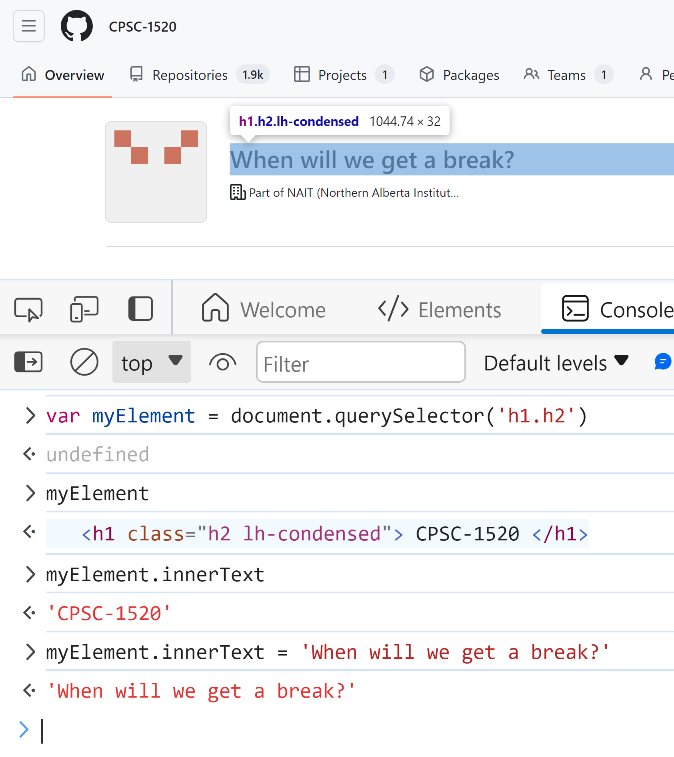 CPSC-1520
Overview Repositories 1.9k Projects 1 Packages Teams 1 Pe
h1.h2.lh-condensed 1044.74 × 32
When will we get a break?
Part of NAIT (Northern Alberta Institut...
Welcome </> Elements Console
top Filter Default levels
> var myElement = document.querySelector('h1.h2')
undefined
> myElement
<h1 class="h2 lh-condensed"> CPSC-1520 </h1>
> myElement.innerText
'CPSC-1520'
> myElement.innerText = 'When will we get a break?'
'When will we get a break?'
>